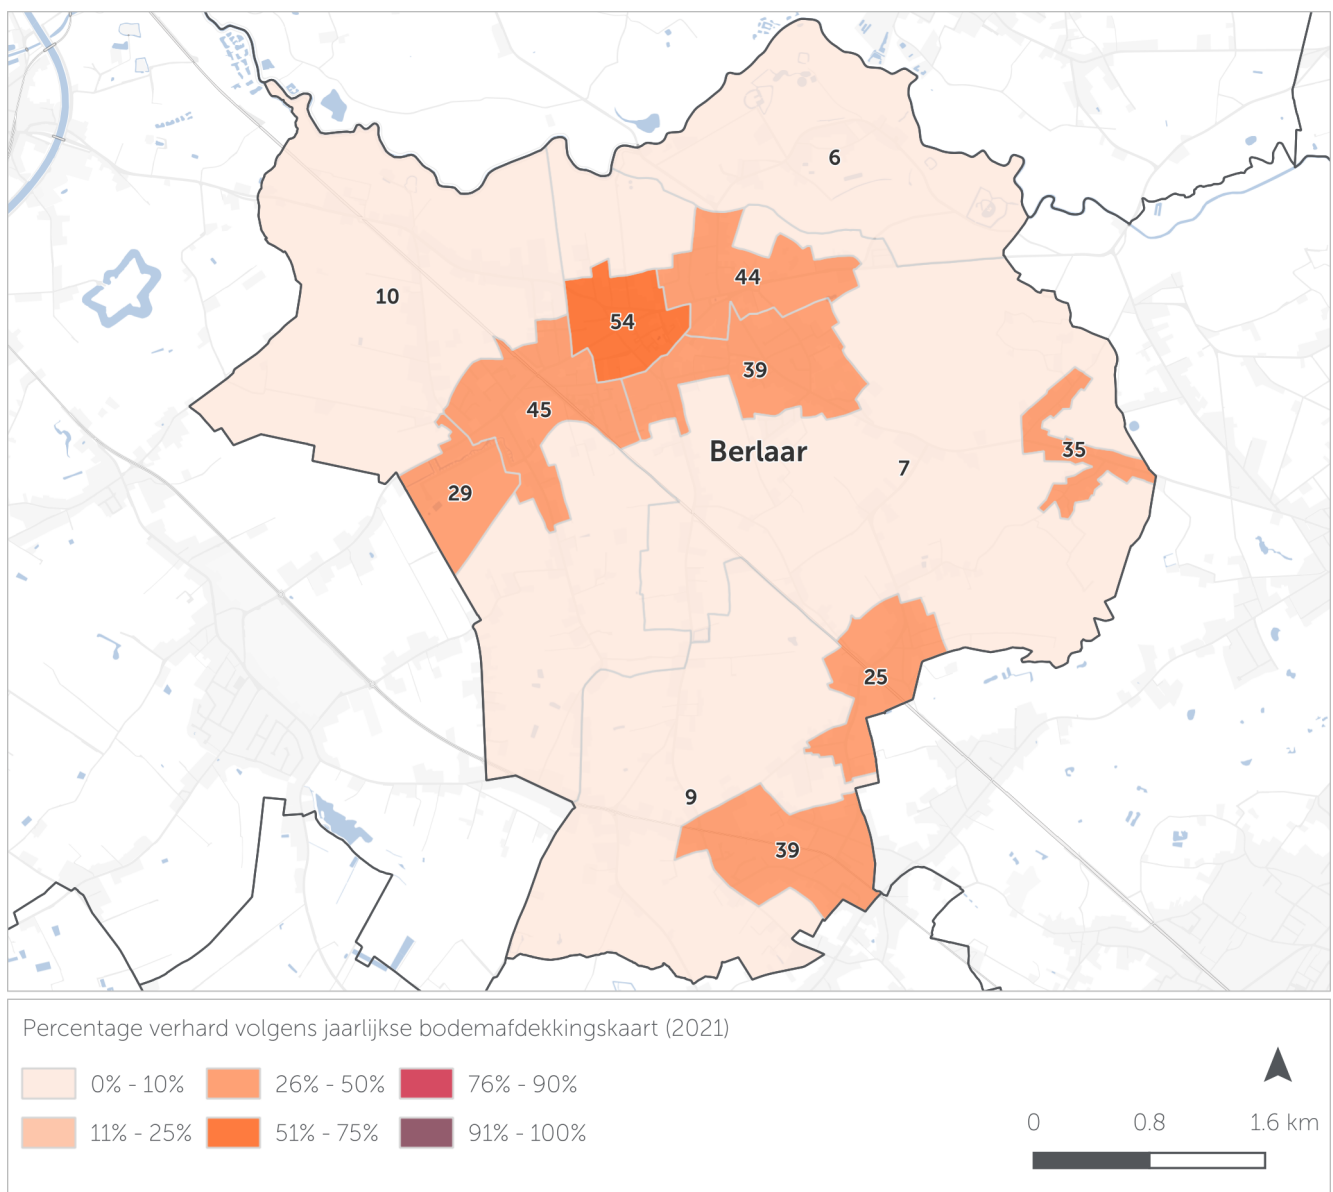 6
44
10
54
39
45
Berlaar
35
7
29
25
9
39
Percentage verhard volgens jaarlijkse bodemafdekkingskaart (2021)
0% - 10% 26% - 50% 76% - 90%
11% - 25% 51% - 75% 91% - 100%
0 0.8 1.6 km